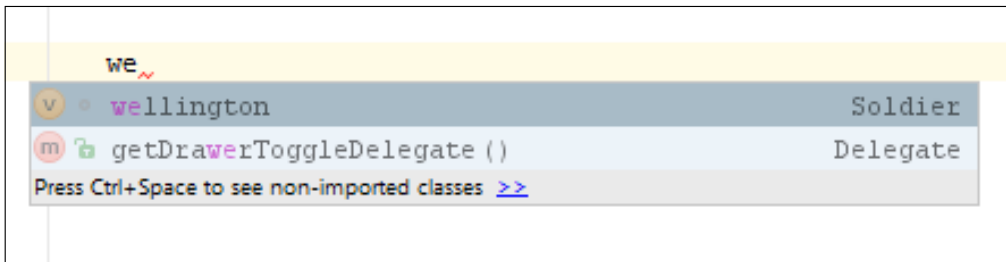 we
v wellington Soldier
m getDrawerToggleDelegate() Delegate
Press Ctrl+Space to see non-imported classes >>